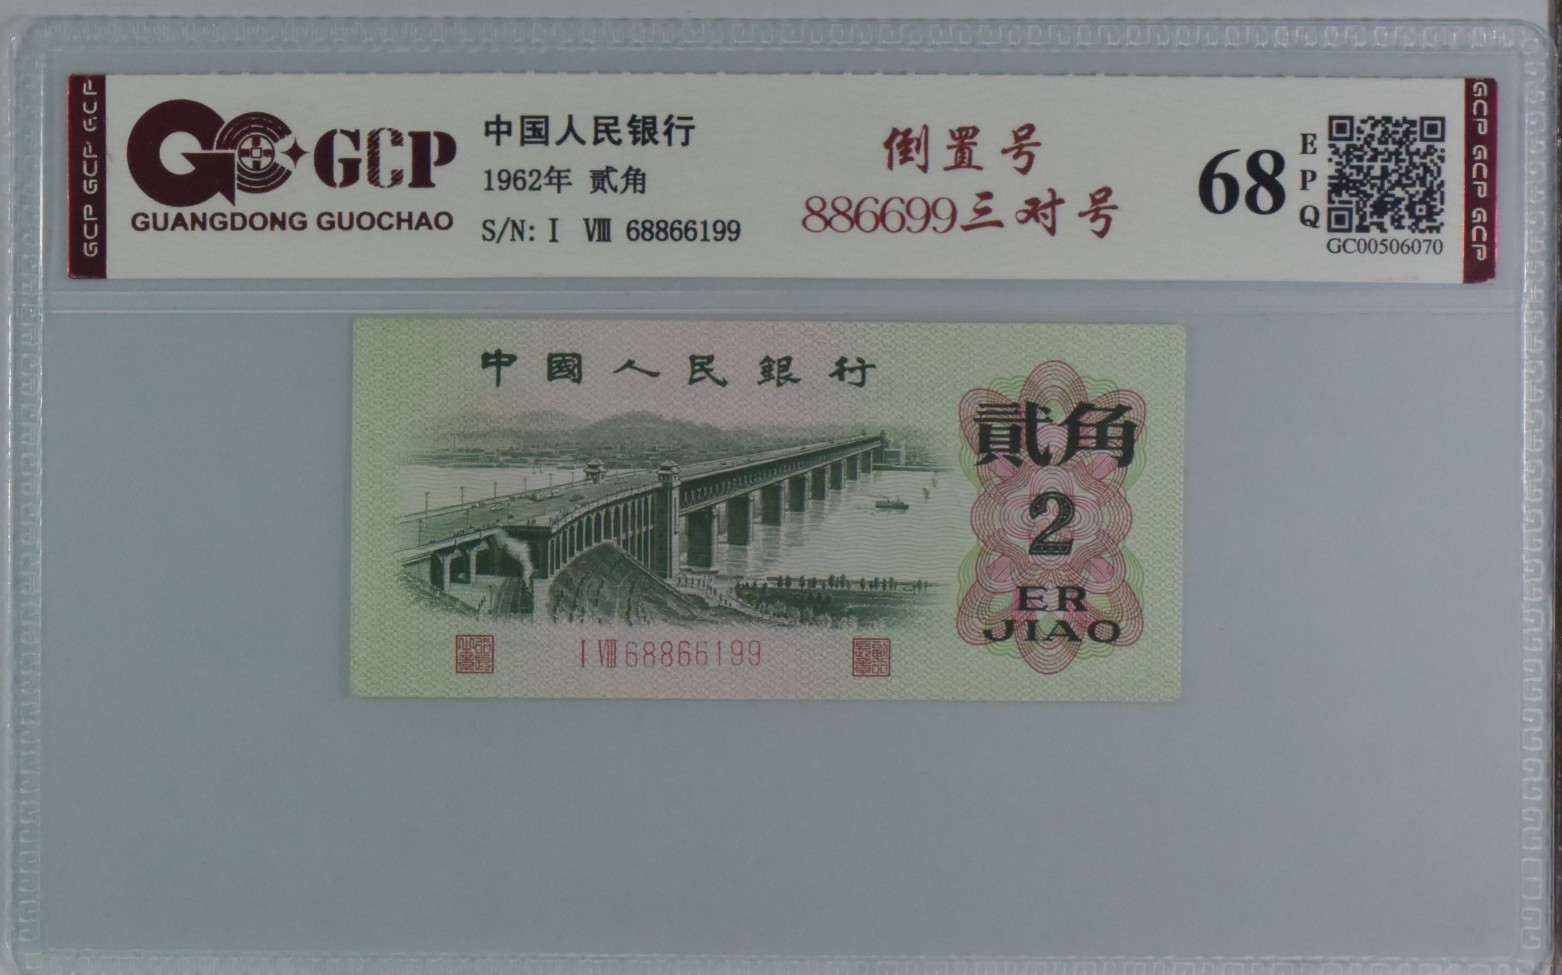 GCP
GUANGDONG GUOCHAO
中国人民银行
1962年 贰角
S/N: I VIII 68866199
倒置号
886699三对号
68
EPQ
GC00506070
GCP GCP GCP
GCP GCP GCP
中國人民銀行
貳角
2
ER
JIAO
I VIII 68866199